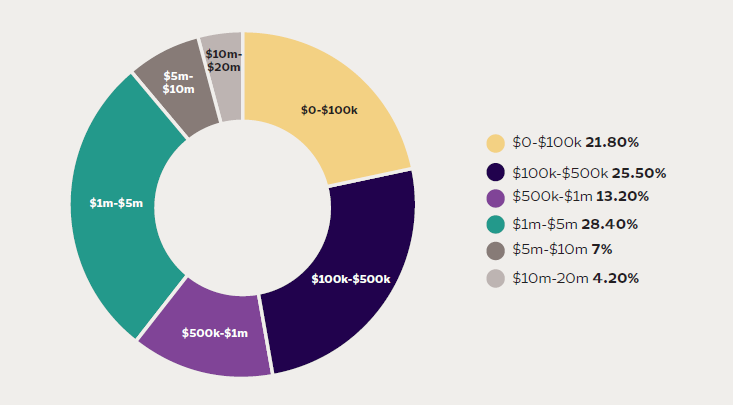 $10m-
$20m
$5m-
$10m
$0-$100k
$1m-$5m
$100k-$500k
$500k-$1m
$0-$100k 21.80%
$100k-$500k 25.50%
$500k-$1m 13.20%
$1m-$5m 28.40%
$5m-$10m 7%
$10m-20m 4.20%